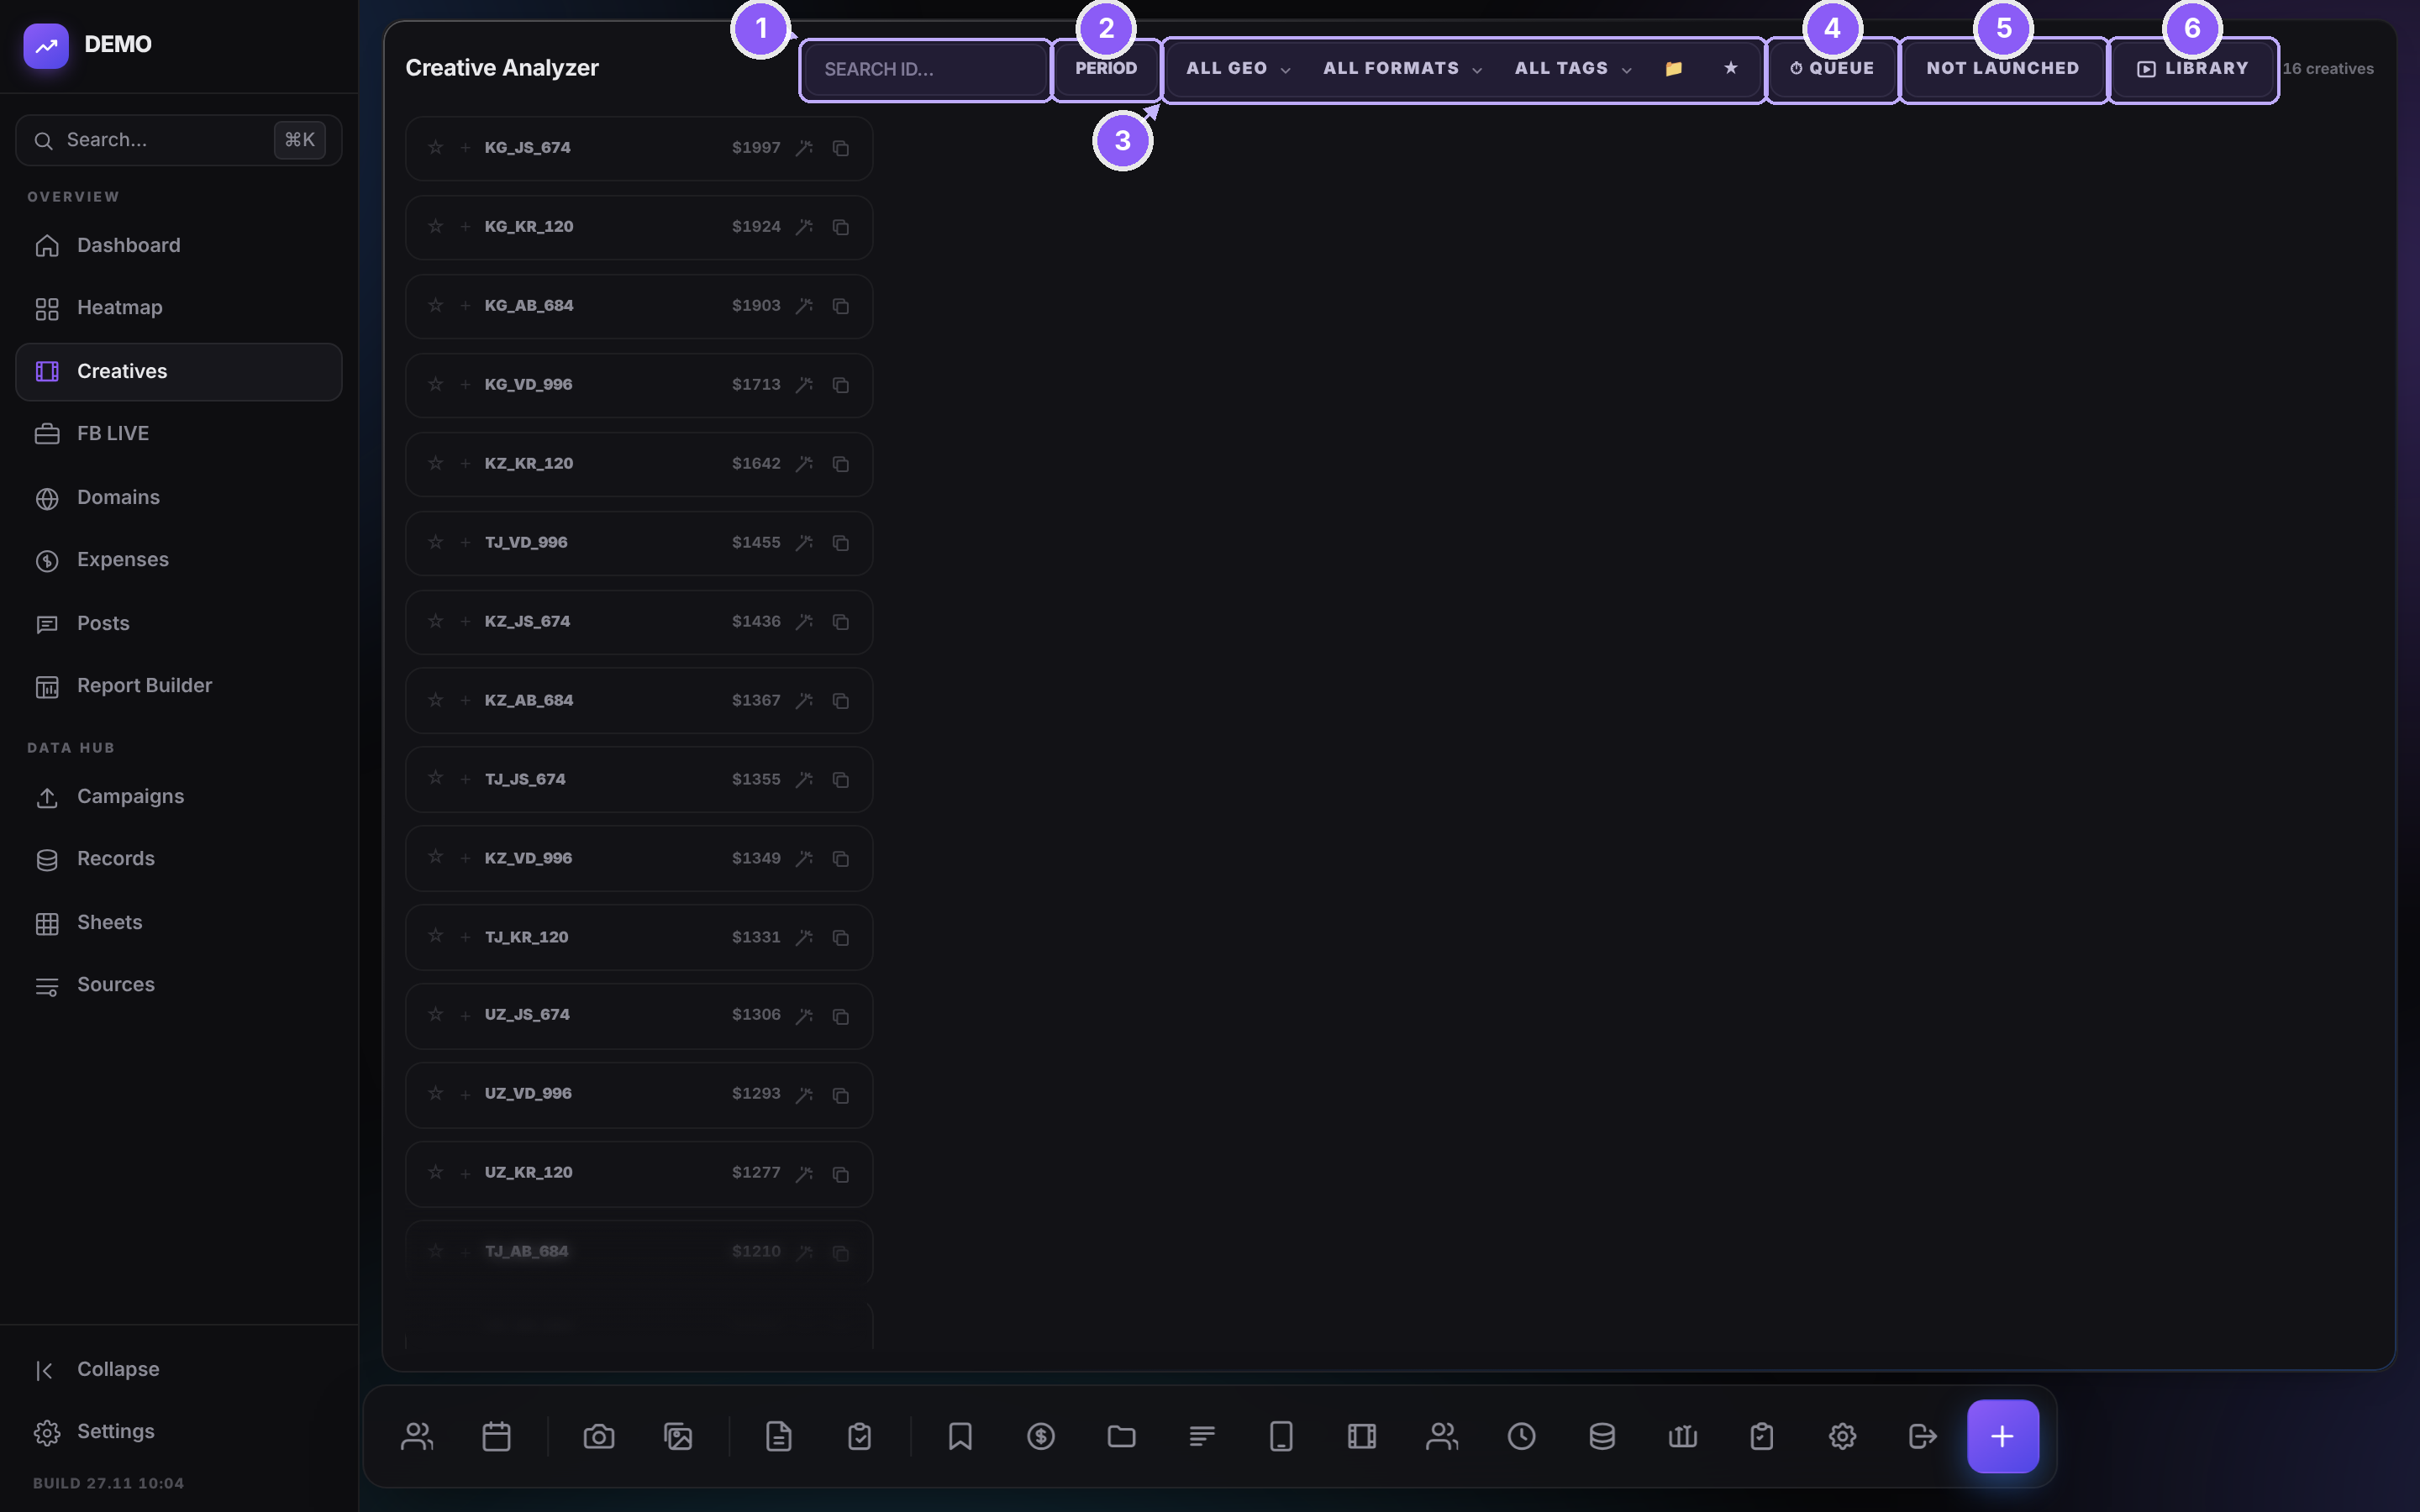 DEMO
Search...
⌘K
OVERVIEW
Dashboard
Heatmap
Creatives
FB LIVE
Domains
Expenses
Posts
Report Builder
DATA HUB
Campaigns
Records
Sheets
Sources
Collapse
Settings
BUILD 27.11 10:04
Creative Analyzer
1
2
3
4
5
6
SEARCH ID...
PERIOD
ALL GEO
ALL FORMATS
ALL TAGS
QUEUE
NOT LAUNCHED
LIBRARY
16 creatives
KG_JS_674 $1997
KG_KR_120 $1924
KG_AB_684 $1903
KG_VD_996 $1713
KZ_KR_120 $1642
TJ_VD_996 $1455
KZ_JS_674 $1436
KZ_AB_684 $1367
TJ_JS_674 $1355
KZ_VD_996 $1349
TJ_KR_120 $1331
UZ_JS_674 $1306
UZ_VD_996 $1293
UZ_KR_120 $1277
TJ_AB_684 $1210